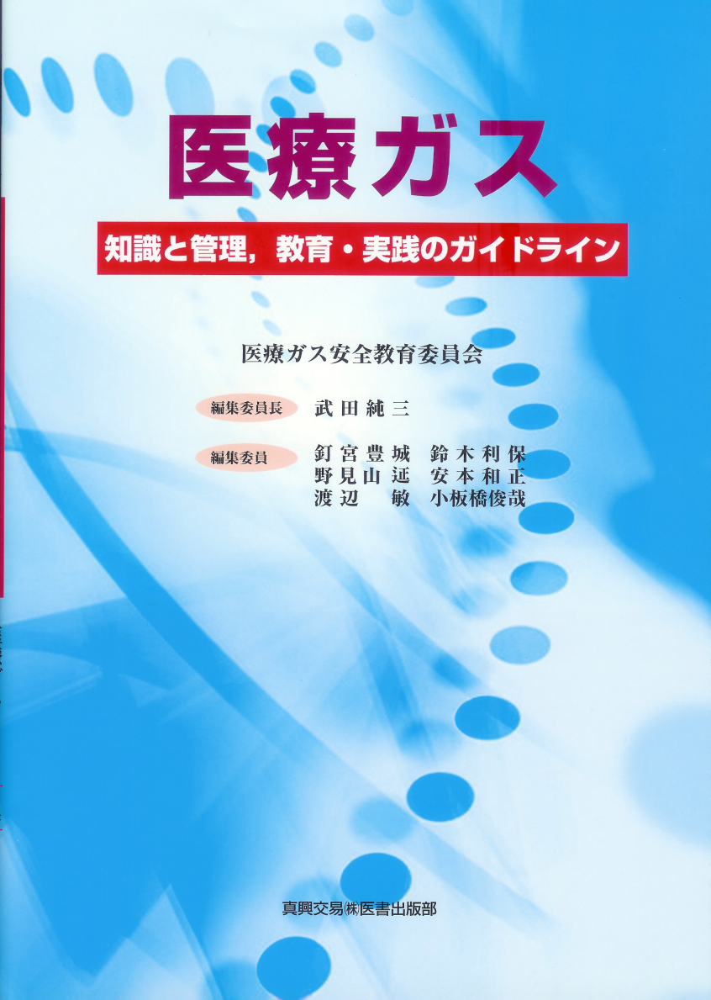 医療ガス
知識と管理，教育・実践のガイドライン
医療ガス安全教育委員会
編集委員長 武田純三
編集委員 釘宮豊城 鈴木利保
野見山延 安本和正
渡辺 敏 小板橋俊哉
真興交易㈱医書出版部